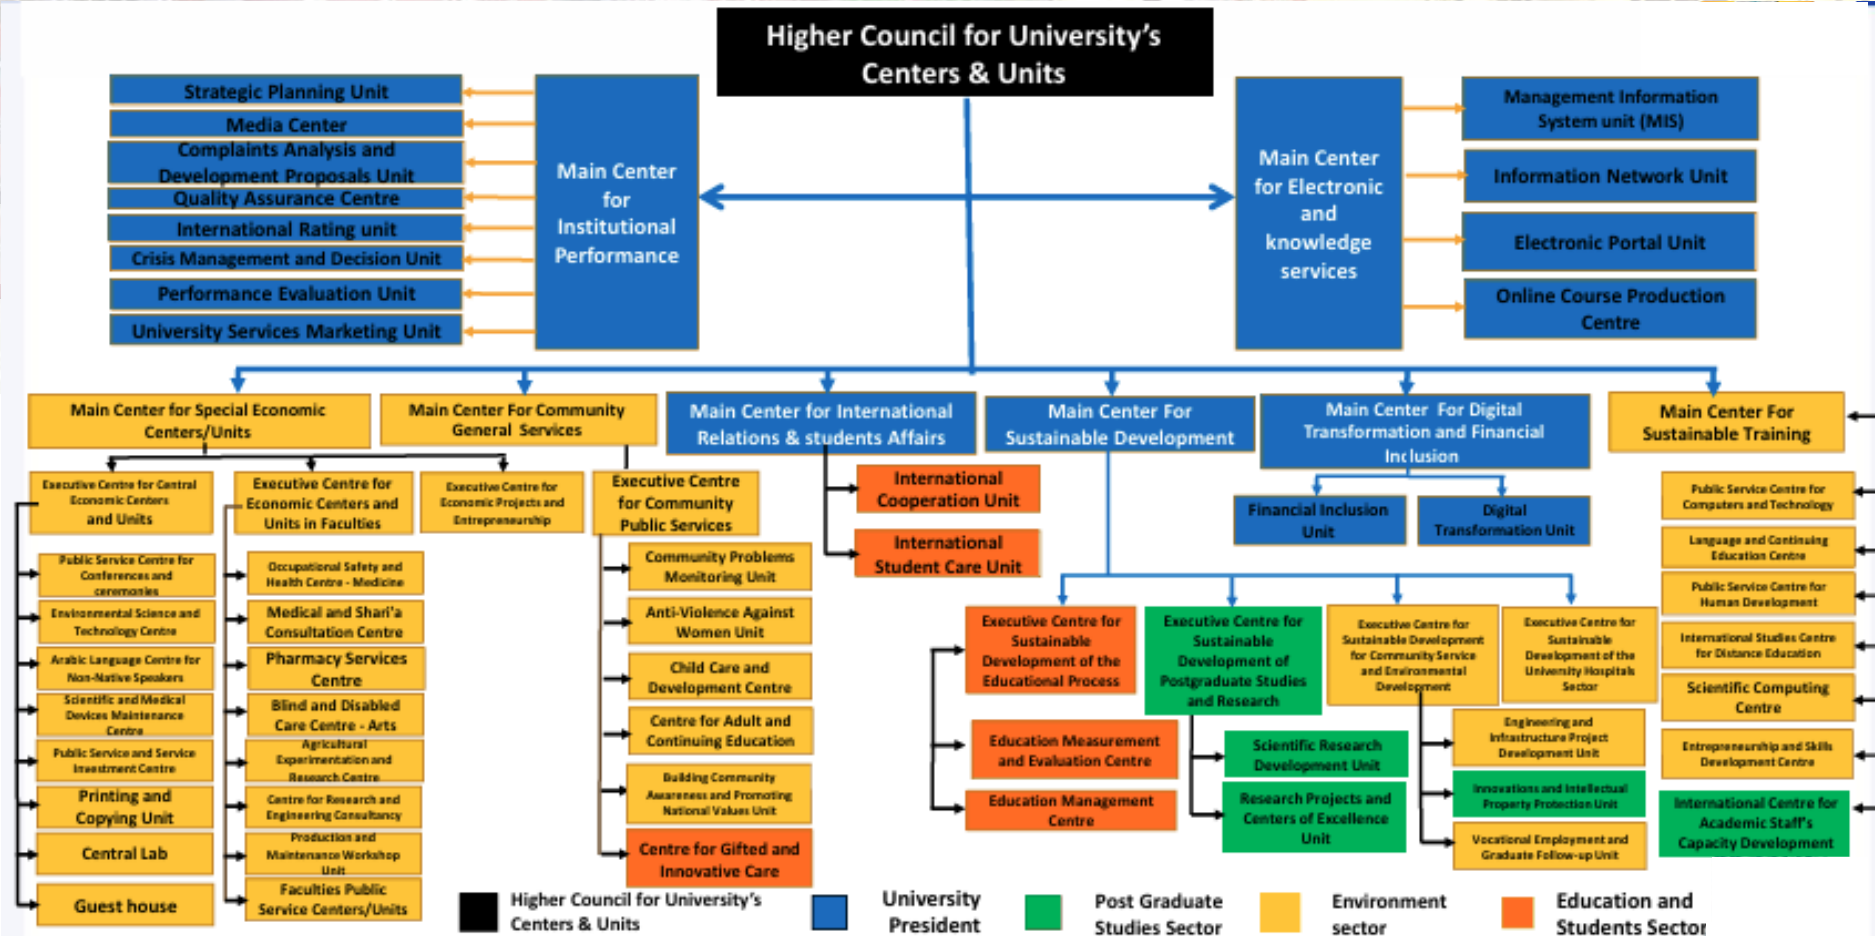 Higher Council for University's
Centers & Units
Strategic Planning Unit
Media Center
Complaints Analysis and
Development Proposals Unit
Quality Assurance Centre
International Rating unit
Crisis Management and Decision Unit
Performance Evaluation Unit
University Services Marketing Unit
Main Center
for
Institutional
Performance
Main Center
for Electronic
and
knowledge
services
Management Information
System unit (MIS)
Information Network Unit
Electronic Portal Unit
Online Course Production
Centre
Main Center for Special Economic
Centers/Units
Main Center For Community
General Services
Main Center for International
Relations & students Affairs
Main Center For
Sustainable Development
Main Center For Digital
Transformation and Financial
Inclusion
Main Center For
Sustainable Training
Executive Centre for Central
Economic Centers
and Units
Executive Centre for
Economic Centers and
Units in Faculties
Executive Centre for
Economic Projects and
Entrepreneurship
Executive Centre
for Community
Public Services
International
Cooperation Unit
International
Student Care Unit
Financial Inclusion
Unit
Digital
Transformation Unit
Public Service Centre for
Conferences and
ceremonies
Environmental Science and
Technology Centre
Arabic Language Centre for
Non-Native Speakers
Scientific and Medical
Devices Maintenance
Centre
Public Service and Service
Investment Centre
Printing and
Copying Unit
Central Lab
Guest house
Occupational Safety and
Health Centre - Medicine
Medical and Shari'a
Consultation Centre
Pharmacy Services
Centre
Blind and Disabled
Care Centre - Arts
Agricultural
Experimentation and
Research Centre
Centre for Research and
Engineering Consultancy
Production and
Maintenance Workshop
Unit
Faculties Public
Service Centers/Units
Community Problems
Monitoring Unit
Anti-Violence Against
Women Unit
Child Care and
Development Centre
Centre for Adult and
Continuing Education
Building Community
Awareness and Promoting
National Values Unit
Centre for Gifted and
Innovative Care
Executive Centre for
Sustainable
Development of the
Educational Process
Education Measurement
and Evaluation Centre
Education Management
Centre
Executive Centre for
Sustainable
Development of
Postgraduate Studies
and Research
Scientific Research
Development Unit
Research Projects and
Centers of Excellence
Unit
Executive Centre for
Sustainable Development
for Community Service
and Environmental
Development
Engineering and
Infrastructure Project
Development Unit
Innovations and Intellectual
Property Protection Unit
Vocational Employment and
Graduate Follow-up Unit
Executive Centre for
Sustainable
Development of the
University Hospitals
Sector
Public Service Centre for
Computers and Technology
Language and Continuing
Education Centre
Public Service Centre for
Human Development
International Studies Centre
for Distance Education
Scientific Computing
Centre
Entrepreneurship and Skills
Development Centre
International Centre for
Academic Staff's
Capacity Development
Higher Council for University's
Centers & Units
University
President
Post Graduate
Studies Sector
Environment
sector
Education and
Students Sector